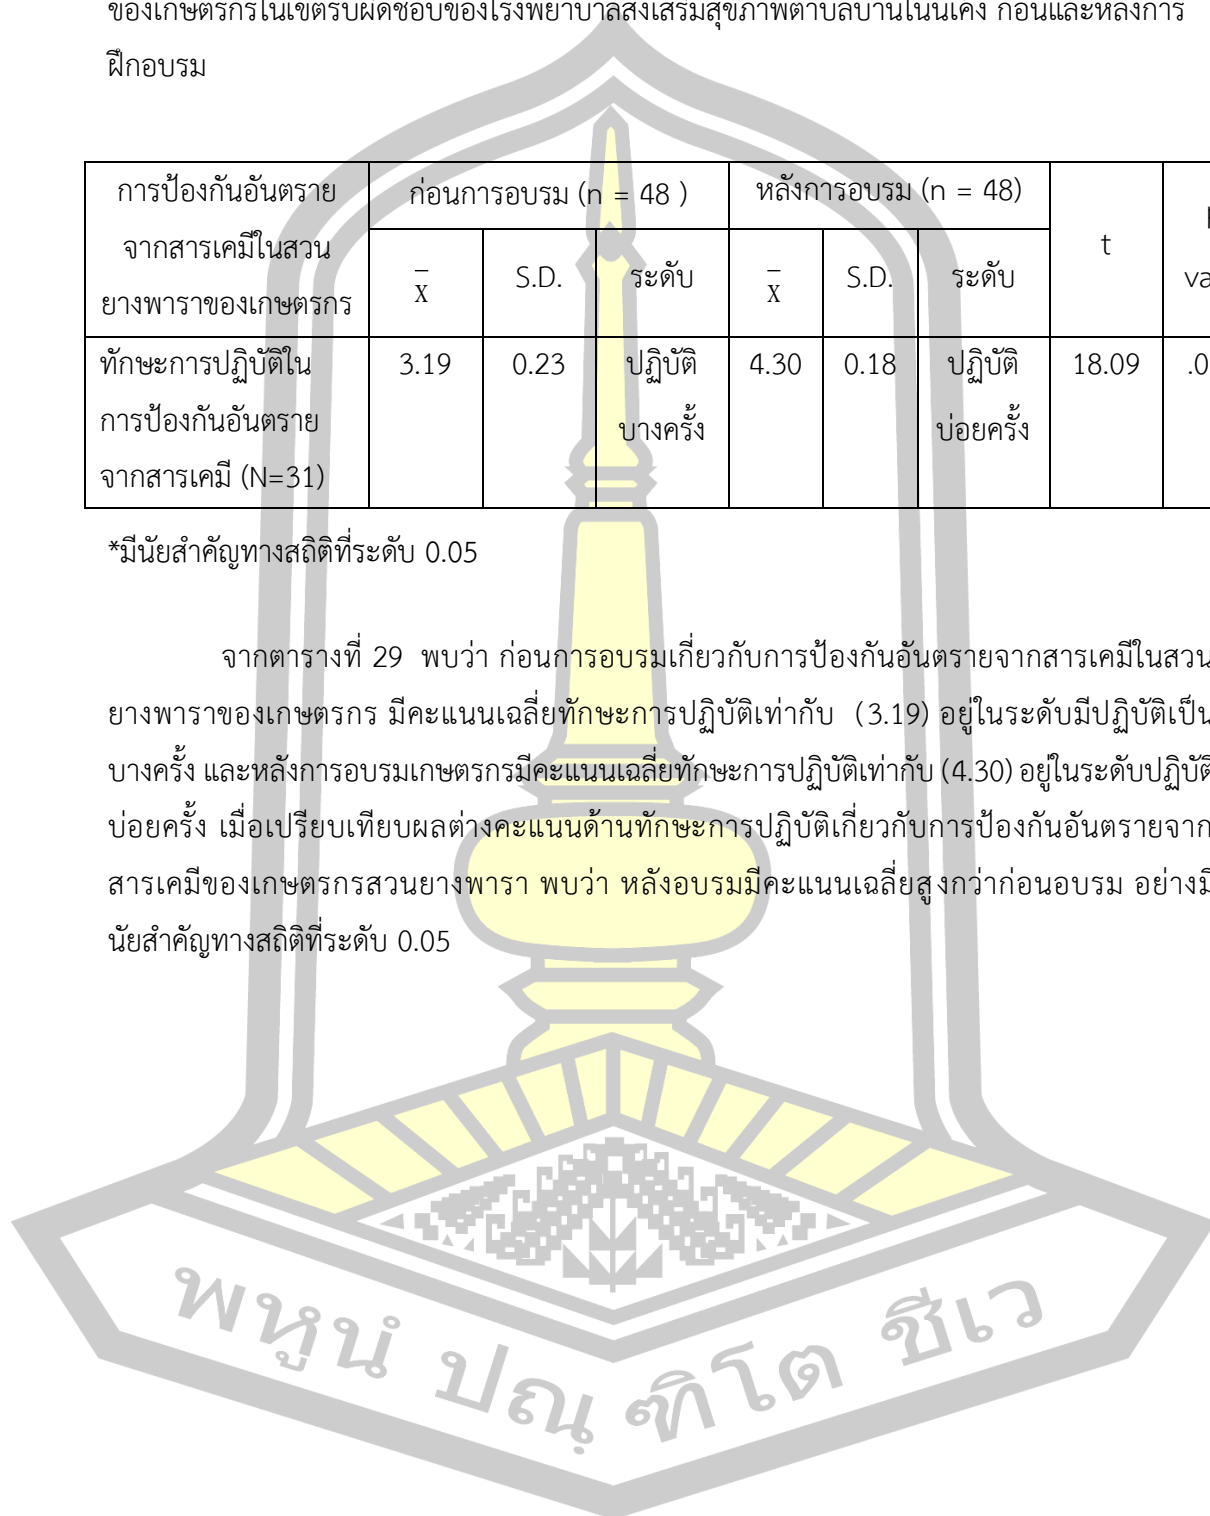 ของเกษตรกรในเขตรับผิดชอบของโรงพยาบาลส่งเสริมสุขภาพตำบลบ้านโนนเค็ง ก่อนและหลังการ
ฝึกอบรม
การป้องกันอันตราย
จากสารเคมีในสวน
ยางพาราของเกษตรกร
ก่อนการอบรม (n = 48 )
หลังการอบรม (n = 48)
t
x̄ S.D. ระดับ x̄ S.D. ระดับ
ทักษะการปฏิบัติใน
การป้องกันอันตราย
จากสารเคมี (N=31)
3.19 0.23 ปฏิบัติ
บางครั้ง
4.30 0.18 ปฏิบัติ
บ่อยครั้ง
18.09
*มีนัยสำคัญทางสถิติที่ระดับ 0.05
จากตารางที่ 29 พบว่า ก่อนการอบรมเกี่ยวกับการป้องกันอันตรายจากสารเคมีในสวน
ยางพาราของเกษตรกร มีคะแนนเฉลี่ยทักษะการปฏิบัติเท่ากับ (3.19) อยู่ในระดับมีปฏิบัติเป็น
บางครั้ง และหลังการอบรมเกษตรกรมีคะแนนเฉลี่ยทักษะการปฏิบัติเท่ากับ (4.30) อยู่ในระดับปฏิบัติ
บ่อยครั้ง เมื่อเปรียบเทียบผลต่างคะแนนด้านทักษะการปฏิบัติเกี่ยวกับการป้องกันอันตรายจาก
สารเคมีของเกษตรกรสวนยางพารา พบว่า หลังอบรมมีคะแนนเฉลี่ยสูงกว่าก่อนอบรม อย่างมี
นัยสำคัญทางสถิติที่ระดับ 0.05
พหูนํ ปณฺฑิโต ชีเว